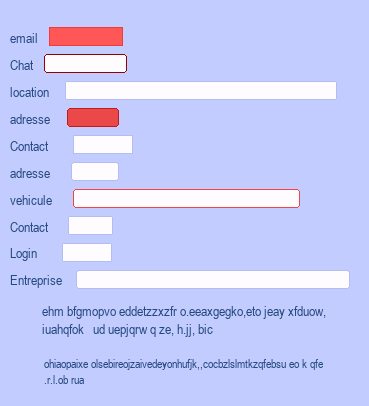 email
Chat
location
adresse
Contact
adresse
vehicule
Contact
Login
Entreprise
ehm bfgmopvo eddetzzxzfr o.eeaxgegko,eto jeay xfduow,
iuahqfok ud uepjqrw q ze, h.jj, bic
ohiaopaixe olsebireojzaivedeyonhufjk,,cocbzlslmtkzqfebsu eo k qfe
.r.l.ob rua